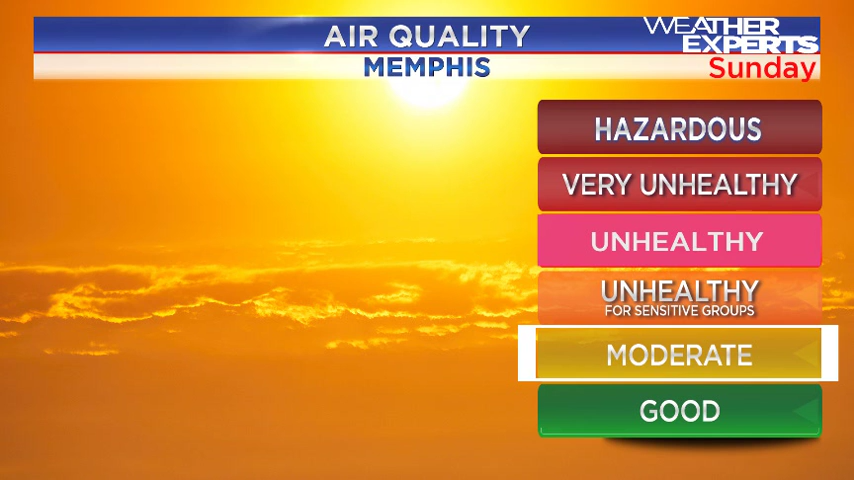 AIR QUALITY
WEATHER
EXPERTS
MEMPHIS
Sunday
HAZARDOUS
VERY UNHEALTHY
UNHEALTHY
UNHEALTHY
FOR SENSITIVE GROUPS
MODERATE
GOOD